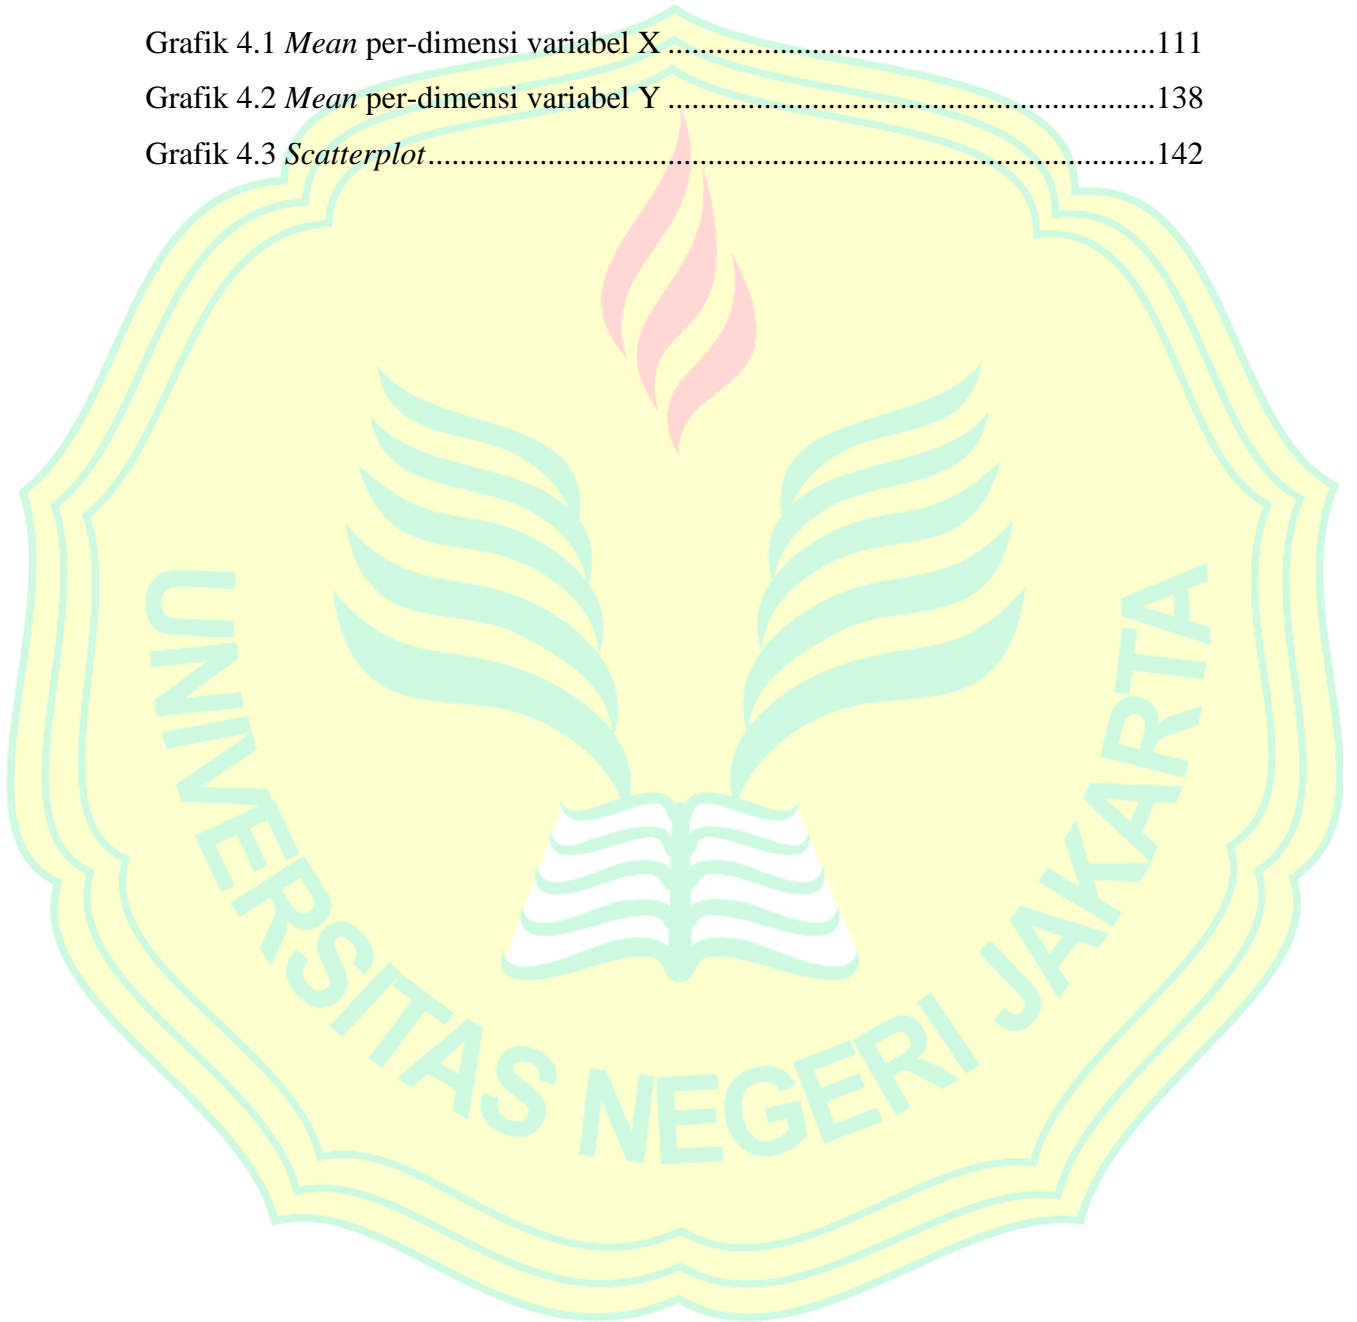 Grafik 4.1 Mean per-dimensi variabel X ..............................................................111
Grafik 4.2 Mean per-dimensi variabel Y ..............................................................138
Grafik 4.3 Scatterplot............................................................................................142
UNIVERSITAS NEGERI JAKARTA